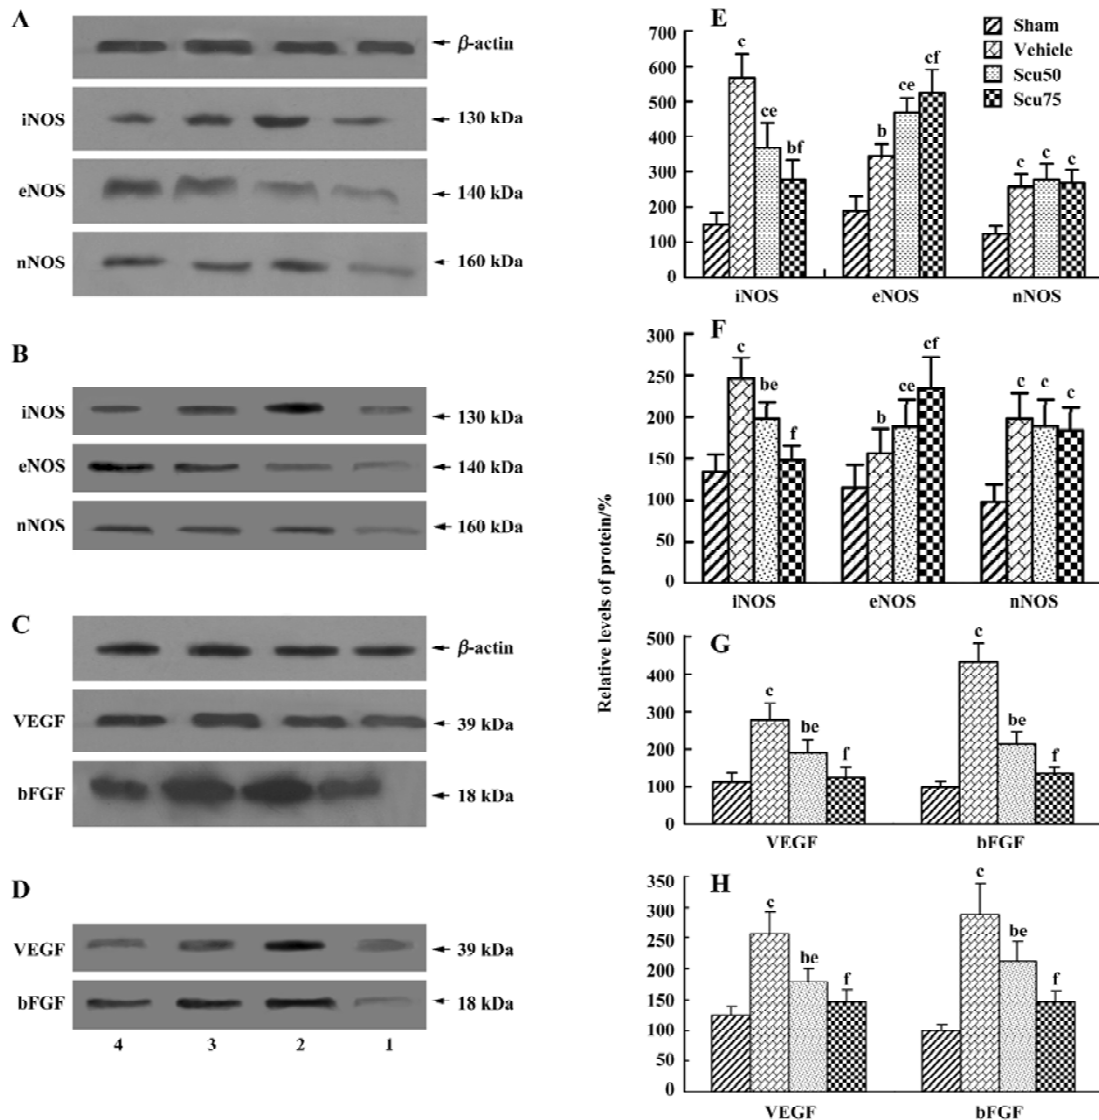 A
β-actin
iNOS
130 kDa
eNOS
140 kDa
nNOS
160 kDa
B
iNOS
130 kDa
eNOS
140 kDa
nNOS
160 kDa
C
β-actin
VEGF
39 kDa
bFGF
18 kDa
D
VEGF
39 kDa
bFGF
18 kDa
4 3 2 1
Relative levels of protein/%
E
Sham
Vehicle
Scu50
Scu75
700
600
500
400
300
200
100
0
c ce bf b ce cf c c c
iNOS eNOS nNOS
F
300
250
200
150
100
50
0
c be f b ce cf c c c
iNOS eNOS nNOS
G
500
400
300
200
100
0
c be f c be f
VEGF bFGF
H
350
300
250
200
150
100
50
0
c be f c be f
VEGF bFGF